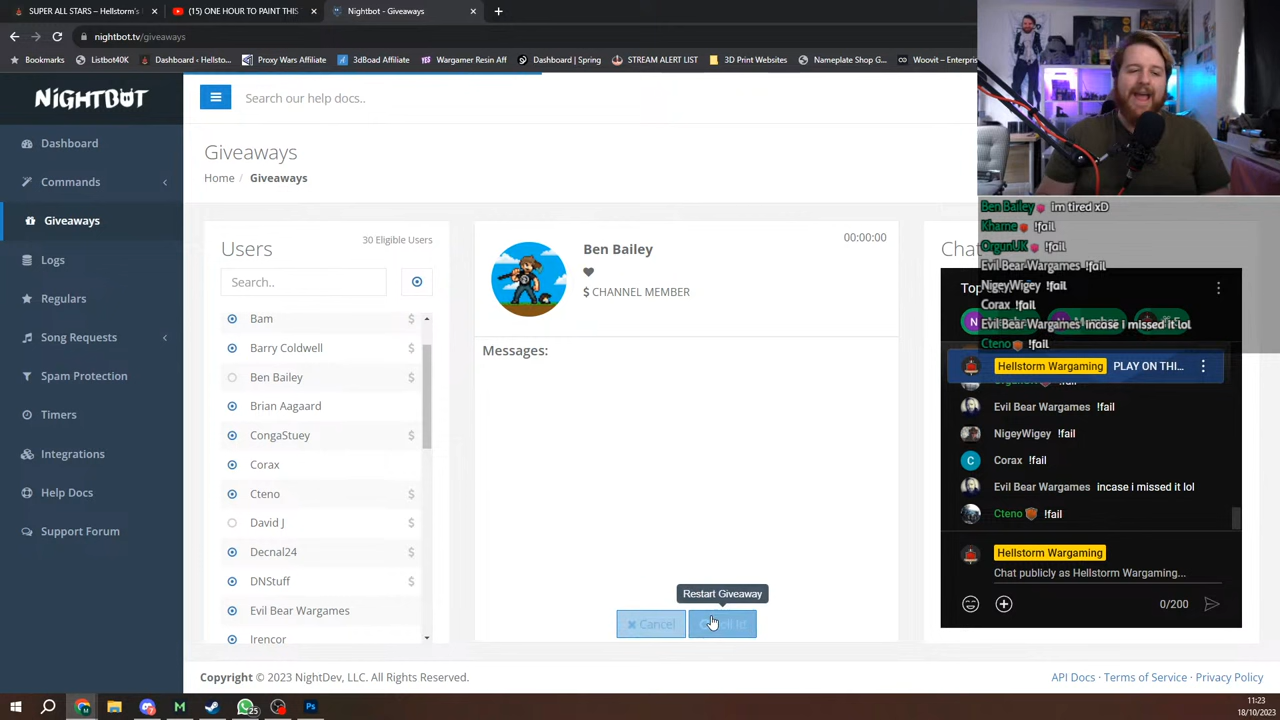 SUPER ALL STARS – Hellstorm's
(15) ONE HOUR TO PAINT THIS
Nightbot - Giveaways
nightbot.tv/giveaways
Bookmarks
Listbot40K
Dashboard ‹ Hellsto...
Proxy Wars Affiliate
3dBoad Affiliate
Wargamer Resin Aff
Spring
STREAM ALERT LIST
3D Print Websites
Nameplate Shop G...
Woovit – Connectin
NIGHTBOT
Search our help docs..
Dashboard
Commands
Giveaways
Logs
Regulars
Song Requests
Spam Protection
Timers
Integrations
Help Docs
Support Forum
Giveaways
Home / Giveaways
Users
30 Eligible Users
Search..
Bam
Barry Coldwell
Ben Bailey
Brian Aagaard
CongaStuey
Corax
Cteno
David J
Decnal24
DNStuff
Evil Bear Wargames
Irencor
Ben Bailey
00:00:00
$ CHANNEL MEMBER
Messages:
Restart Giveaway
Cancel
Ben Bailey im tired xD
Khame !fail
OrgunUK !fail
Evil Bear Wargames !fail
NigeyWigey !fail
Corax !fail
Evil Bear Wargames incase i missed it lol
Cteno !fail
Hellstorm Wargaming PLAY ON THI...
Evil Bear Wargames !fail
NigeyWigey !fail
Corax !fail
Evil Bear Wargames incase i missed it lol
Cteno !fail
Hellstorm Wargaming
Chat publicly as Hellstorm Wargaming...
0/200
Copyright © 2023 NightDev, LLC. All Rights Reserved.
API Docs · Terms of Service · Privacy Policy
25
11:23
18/10/2023